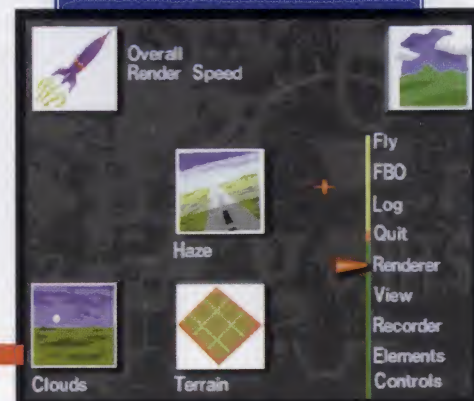 Overall
Render Speed
Haze
Clouds
Terrain
Fly
FBO
Log
Quit
Renderer
View
Recorder
Elements
Controls